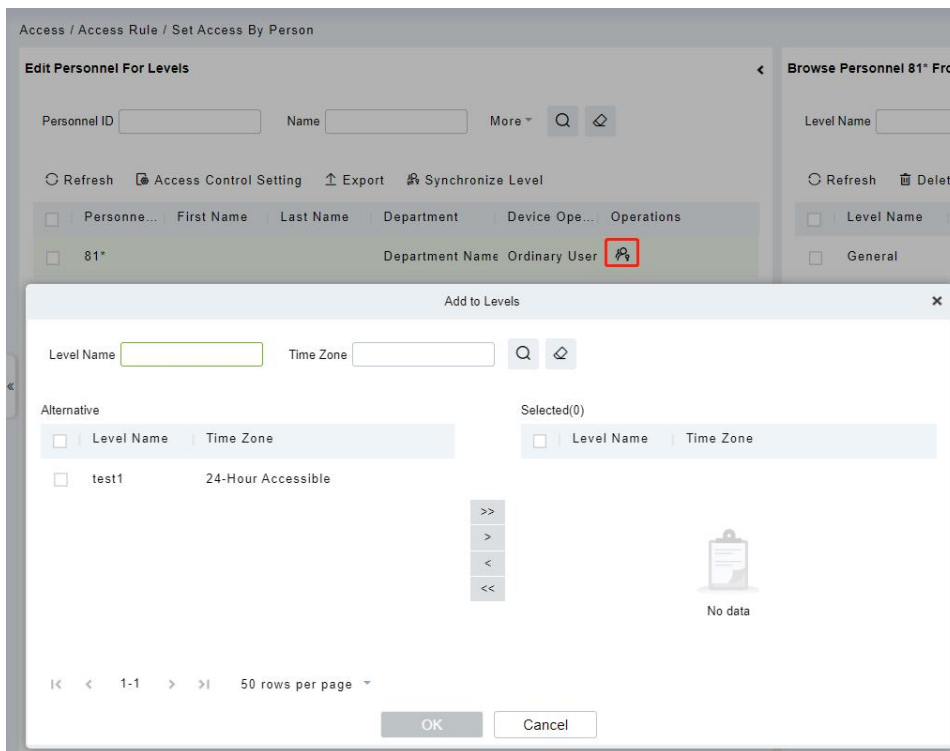 Access / Access Rule / Set Access By Person
Edit Personnel For Levels
Browse Personnel 81* Fro
Personnel ID Name More
Level Name
Refresh Access Control Setting Export Synchronize Level
Refresh Delet
Personne... First Name Last Name Department Device Ope... Operations
Level Name
81* Department Name Ordinary User
General
Add to Levels
Level Name Time Zone
Alternative
Selected(0)
Level Name Time Zone
Level Name Time Zone
test1 24-Hour Accessible
>>
>
<
<<
No data
|< < 1-1 > >| 50 rows per page
OK Cancel